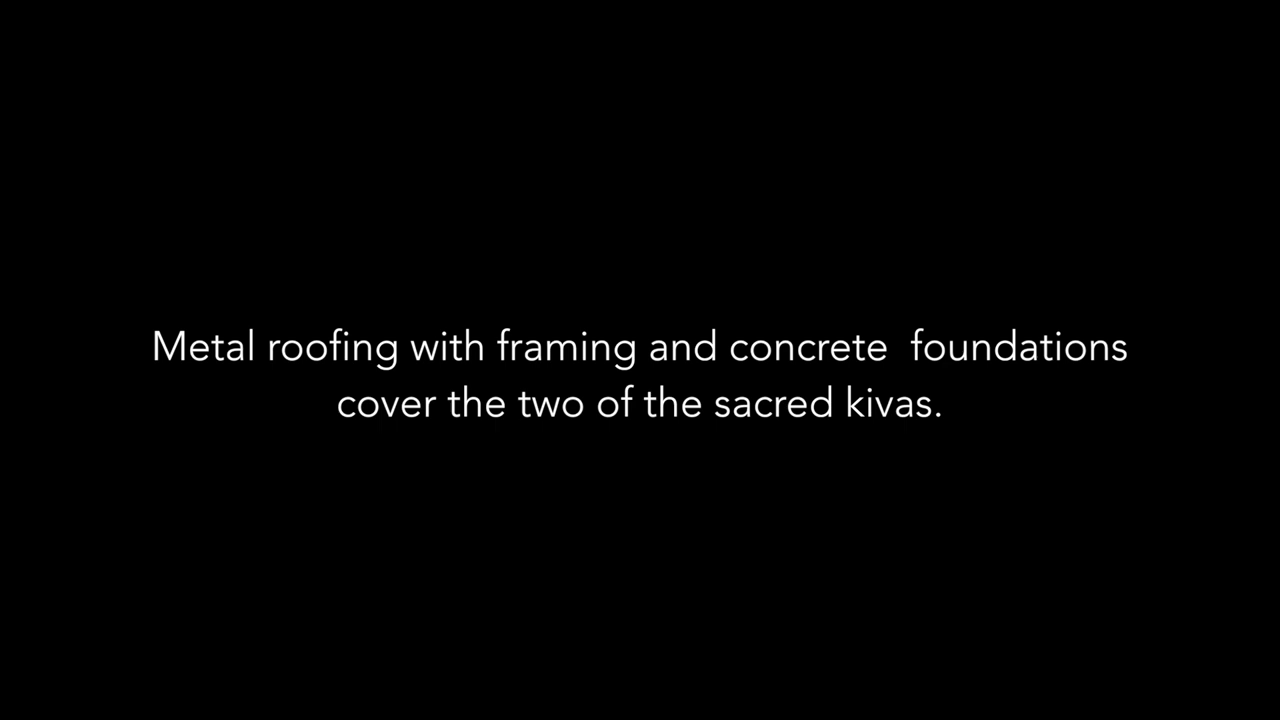 Metal roofing with framing and concrete  foundations
cover the two of the sacred kivas.